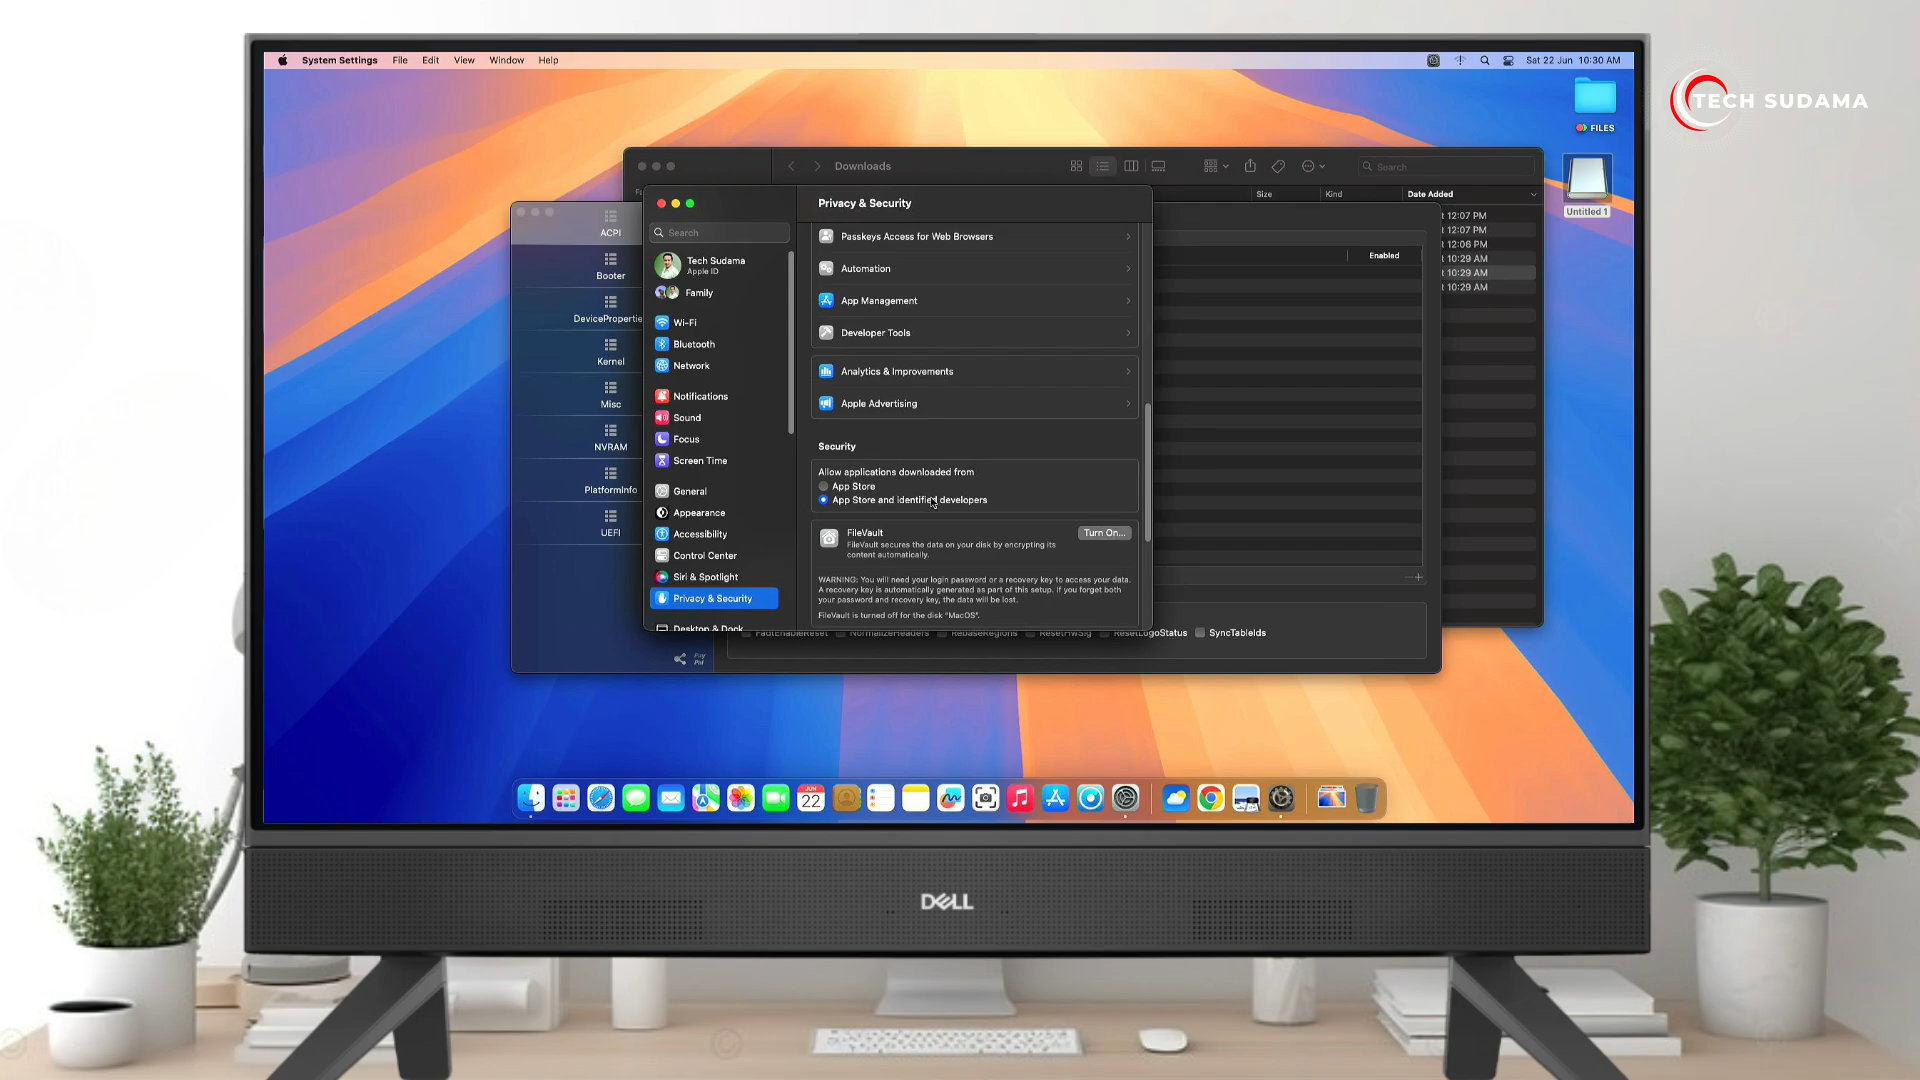 System Settings File Edit View Window Help
Sat 22 Jun 10:30 AM
TECH SUDAMA
FILES
Untitled 1
Downloads
Search
Size Kind Date Added
12:07 PM
12:07 PM
12:06 PM
10:29 AM
10:29 AM
10:29 AM
ACPI
Booter
DevicePropertie
Kernel
Misc
NVRAM
PlatformInfo
UEFI
Pay
Pal
Enabled
FadtEnableReset NormalizeHeaders RebaseRegions ResetHwSig ResetLogoStatus SyncTableIds
Search
Tech Sudama
Apple ID
Family
Wi-Fi
Bluetooth
Network
Notifications
Sound
Focus
Screen Time
General
Appearance
Accessibility
Control Center
Siri & Spotlight
Privacy & Security
Desktop & Dock
Privacy & Security
Passkeys Access for Web Browsers
Automation
App Management
Developer Tools
Analytics & Improvements
Apple Advertising
Security
Allow applications downloaded from
App Store
App Store and identified developers
FileVault
Turn On...
FileVault secures the data on your disk by encrypting its
content automatically.
WARNING: You will need your login password or a recovery key to access your data.
A recovery key is automatically generated as part of this setup. If you forget both
your password and recovery key, the data will be lost.
FileVault is turned off for the disk "MacOS".
JUN
22
DELL